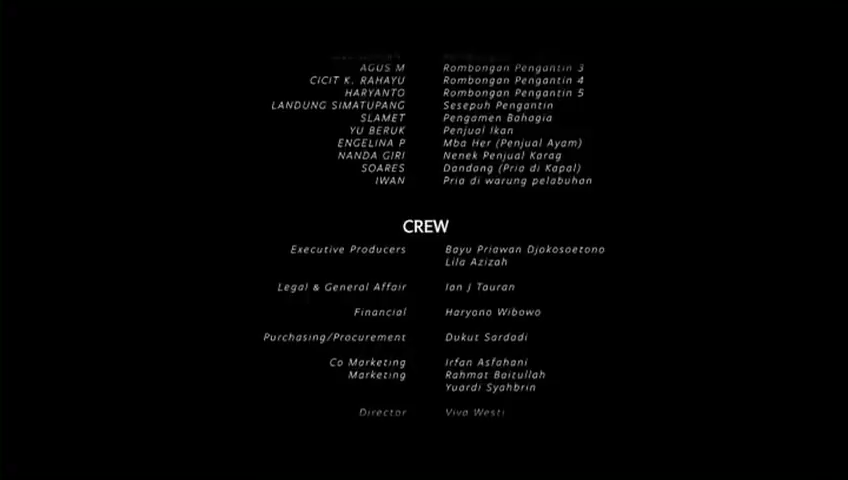 AGUS M Rombongan Pengantin 3
CICIT K. RAHAYU Rombongan Pengantin 4
HARYANTO Rombongan Pengantin 5
LANDUNG SIMATUPANG Sesepuh Pengantin
SLAMET Pengamen Bahagia
YU BERUK Penjual Ikan
ENGELINA P Mba Her (Penjual Ayam)
NANDA GIRI Nenek Penjual Karag
SOARES Dandang (Pria di Kapal)
IWAN Pria di warung pelabuhan
CREW
Executive Producers Bayu Priawan Djokosoetono
Lila Azizah
Legal & General Affair Ian j Tauran
Financial Haryono Wibowo
Purchasing/Procurement Dukut Sardadi
Co Marketing Irfan Asfahani
Marketing Rahmat Baitullah
Yuardi Syahbrin
Director Viva Westi